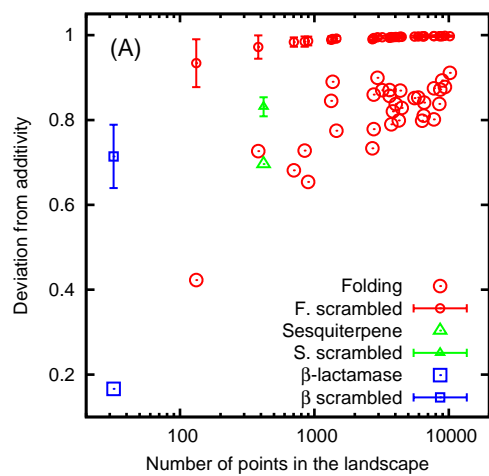 (A)
Deviation from additivity
1
0.8
0.6
0.4
0.2
Folding
F. scrambled
Sesquiterpene
S. scrambled
β-lactamase
β scrambled
100 1000 10000
Number of points in the landscape